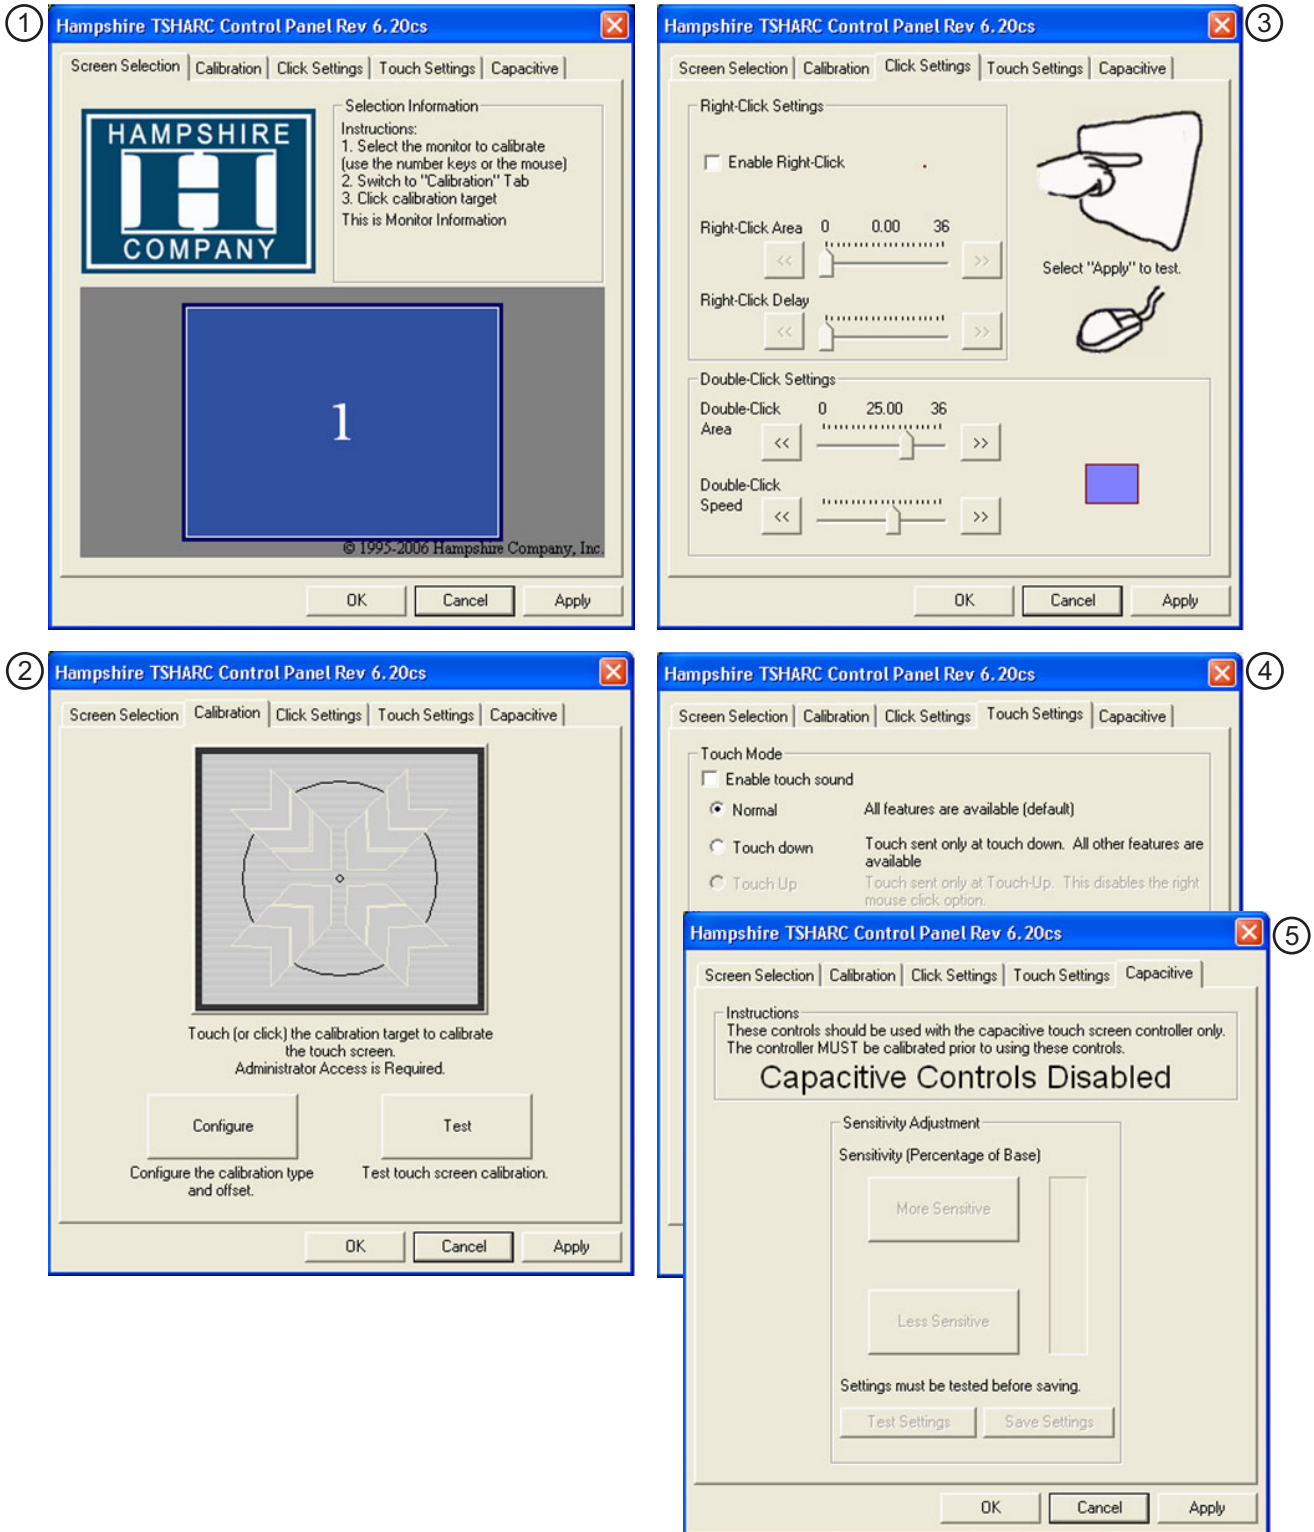 1
Hampshire TSHARC Control Panel Rev 6.20cs
Screen Selection
Calibration
Click Settings
Touch Settings
Capacitive
HAMPSHIRE
COMPANY
Selection Information
Instructions:
1. Select the monitor to calibrate
(use the number keys or the mouse)
2. Switch to "Calibration" Tab
3. Click calibration target
This is Monitor Information
1
© 1995-2006 Hampshire Company, Inc.
OK
Cancel
Apply
2
Hampshire TSHARC Control Panel Rev 6.20cs
Screen Selection
Calibration
Click Settings
Touch Settings
Capacitive
Touch (or click) the calibration target to calibrate
the touch screen.
Administrator Access is Required.
Configure
Test
Configure the calibration type
and offset.
Test touch screen calibration.
OK
Cancel
Apply
3
Hampshire TSHARC Control Panel Rev 6.20cs
Screen Selection
Calibration
Click Settings
Touch Settings
Capacitive
Right-Click Settings
Enable Right-Click
Right-Click Area
0
0.00
36
<<
>>
Right-Click Delay
<<
>>
Select "Apply" to test.
Double-Click Settings
Double-Click
Area
0
25.00
36
<<
>>
Double-Click
Speed
<<
>>
OK
Cancel
Apply
4
Hampshire TSHARC Control Panel Rev 6.20cs
Screen Selection
Calibration
Click Settings
Touch Settings
Capacitive
Touch Mode
Enable touch sound
Normal
All features are available (default)
Touch down
Touch sent only at touch down. All other features are
available
Touch Up
Touch sent only at Touch-Up. This disables the right
mouse click option.
5
Hampshire TSHARC Control Panel Rev 6.20cs
Screen Selection
Calibration
Click Settings
Touch Settings
Capacitive
Instructions
These controls should be used with the capacitive touch screen controller only.
The controller MUST be calibrated prior to using these controls.
Capacitive Controls Disabled
Sensitivity Adjustment
Sensitivity (Percentage of Base)
More Sensitive
Less Sensitive
Settings must be tested before saving.
Test Settings
Save Settings
OK
Cancel
Apply